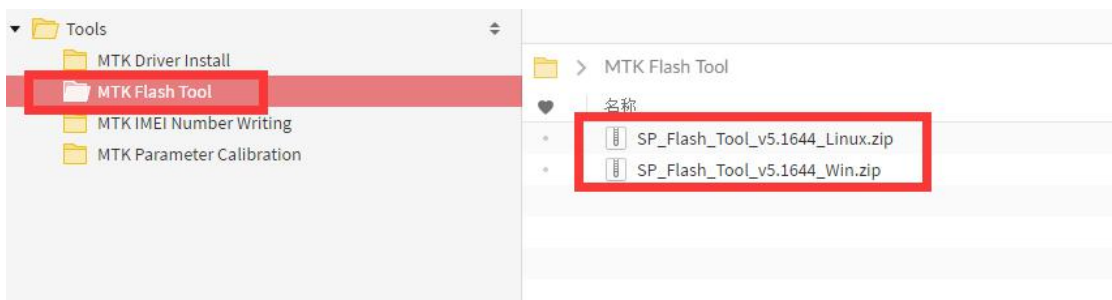 Tools
MTK Driver Install
MTK Flash Tool
MTK IMEI Number Writing
MTK Parameter Calibration
MTK Flash Tool
名称
SP_Flash_Tool_v5.1644_Linux.zip
SP_Flash_Tool_v5.1644_Win.zip